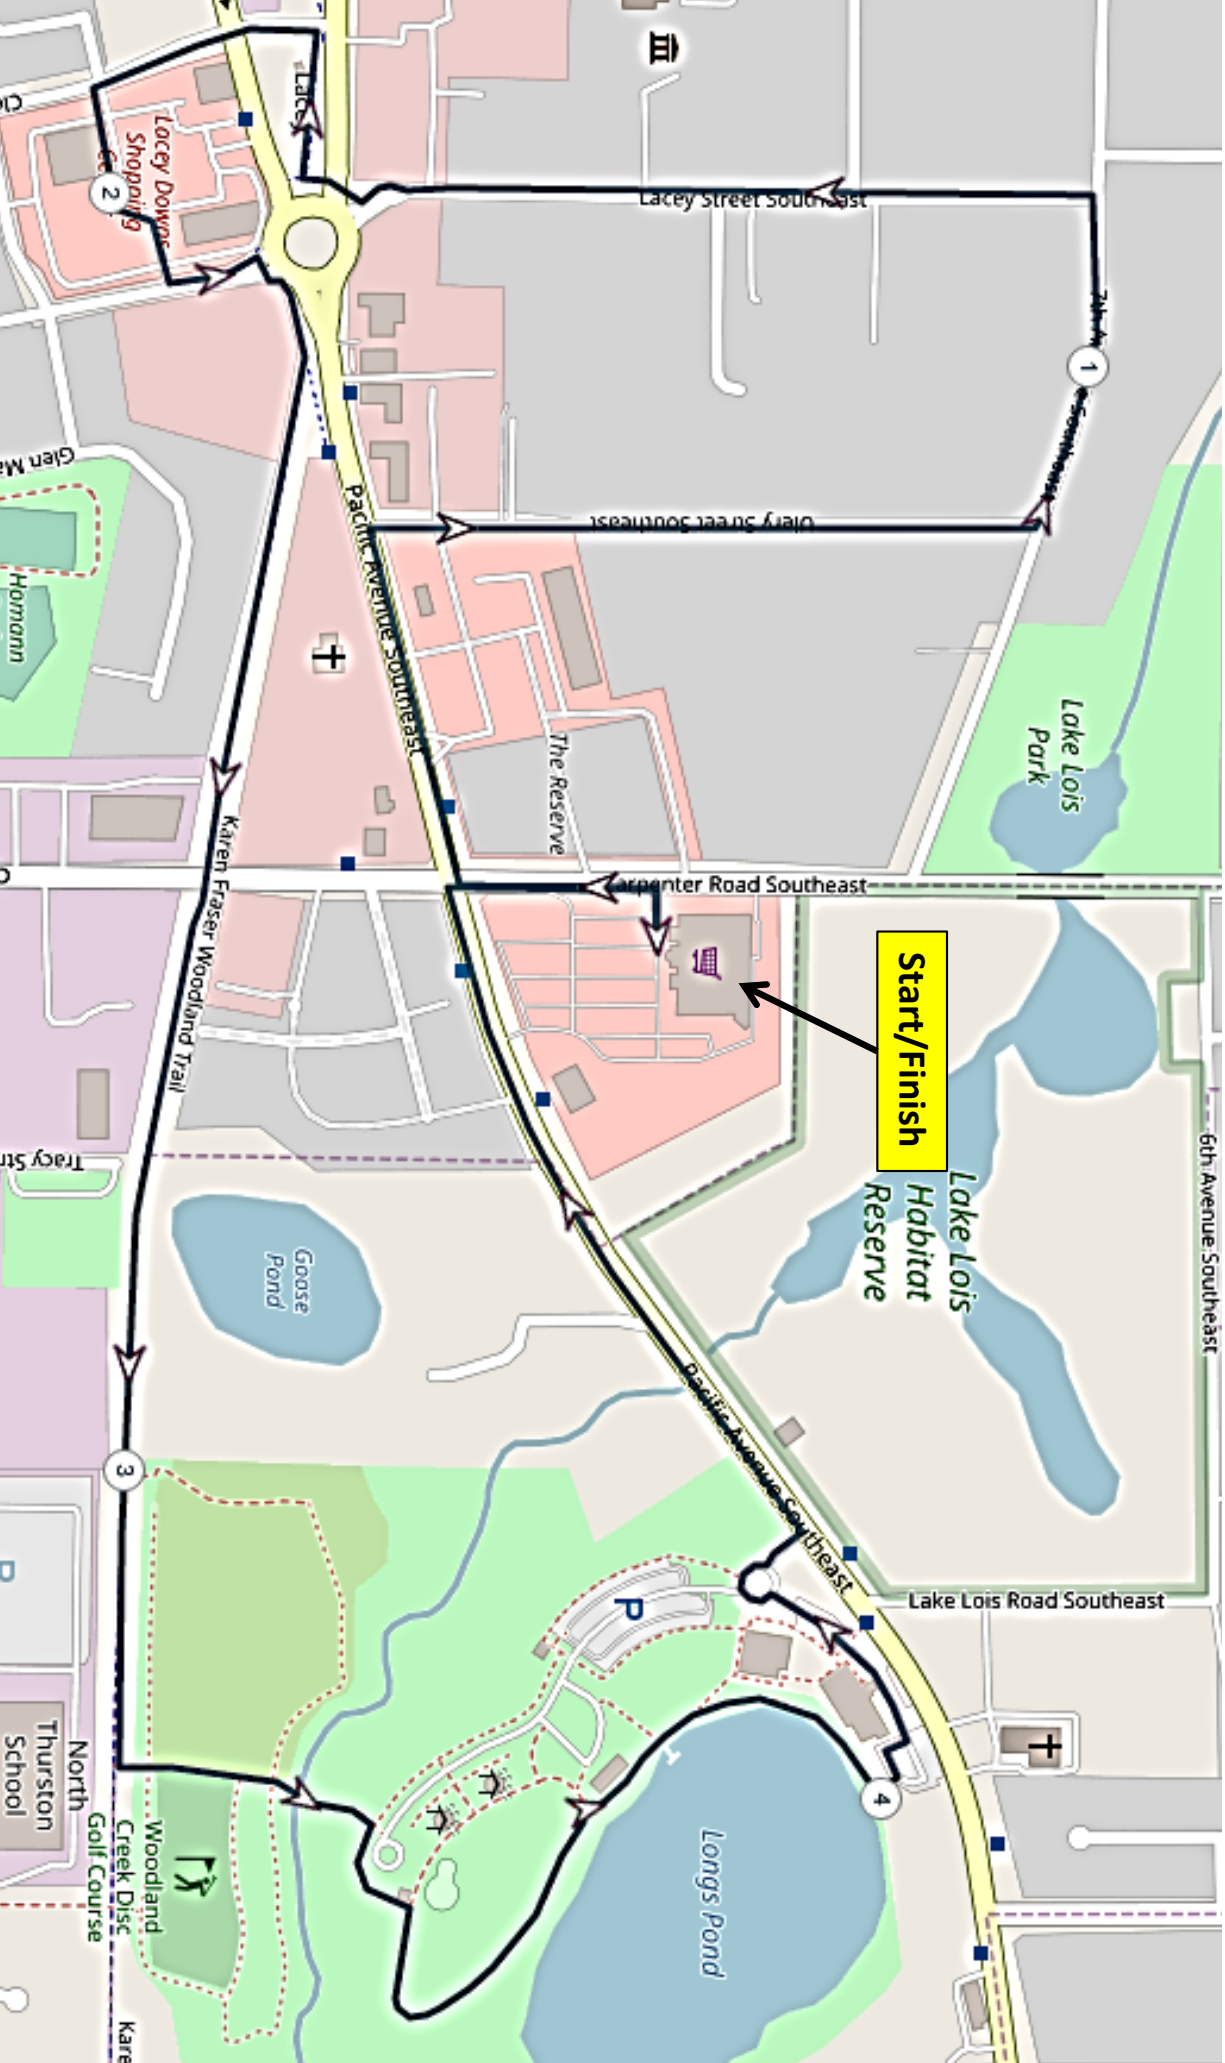 Lacey Downs
Shopping
2
Lacey Street Southeast
1
Glen Ma
Homann
Pacific Avenue Southeast
Olery Street Southeast
Lake Lois
Park
The Reserve
Karen Fraser Woodland Trail
Carpenter Road Southeast
Start/Finish
Lake Lois
Habitat
Reserve
6th Avenue Southeast
Tracy Str
Goose
Pond
Pacific Avenue Southeast
3
P
P
Lake Lois Road Southeast
4
North
Thurston
School
Woodland
Creek Disc
Golf Course
Longs Pond
Kare